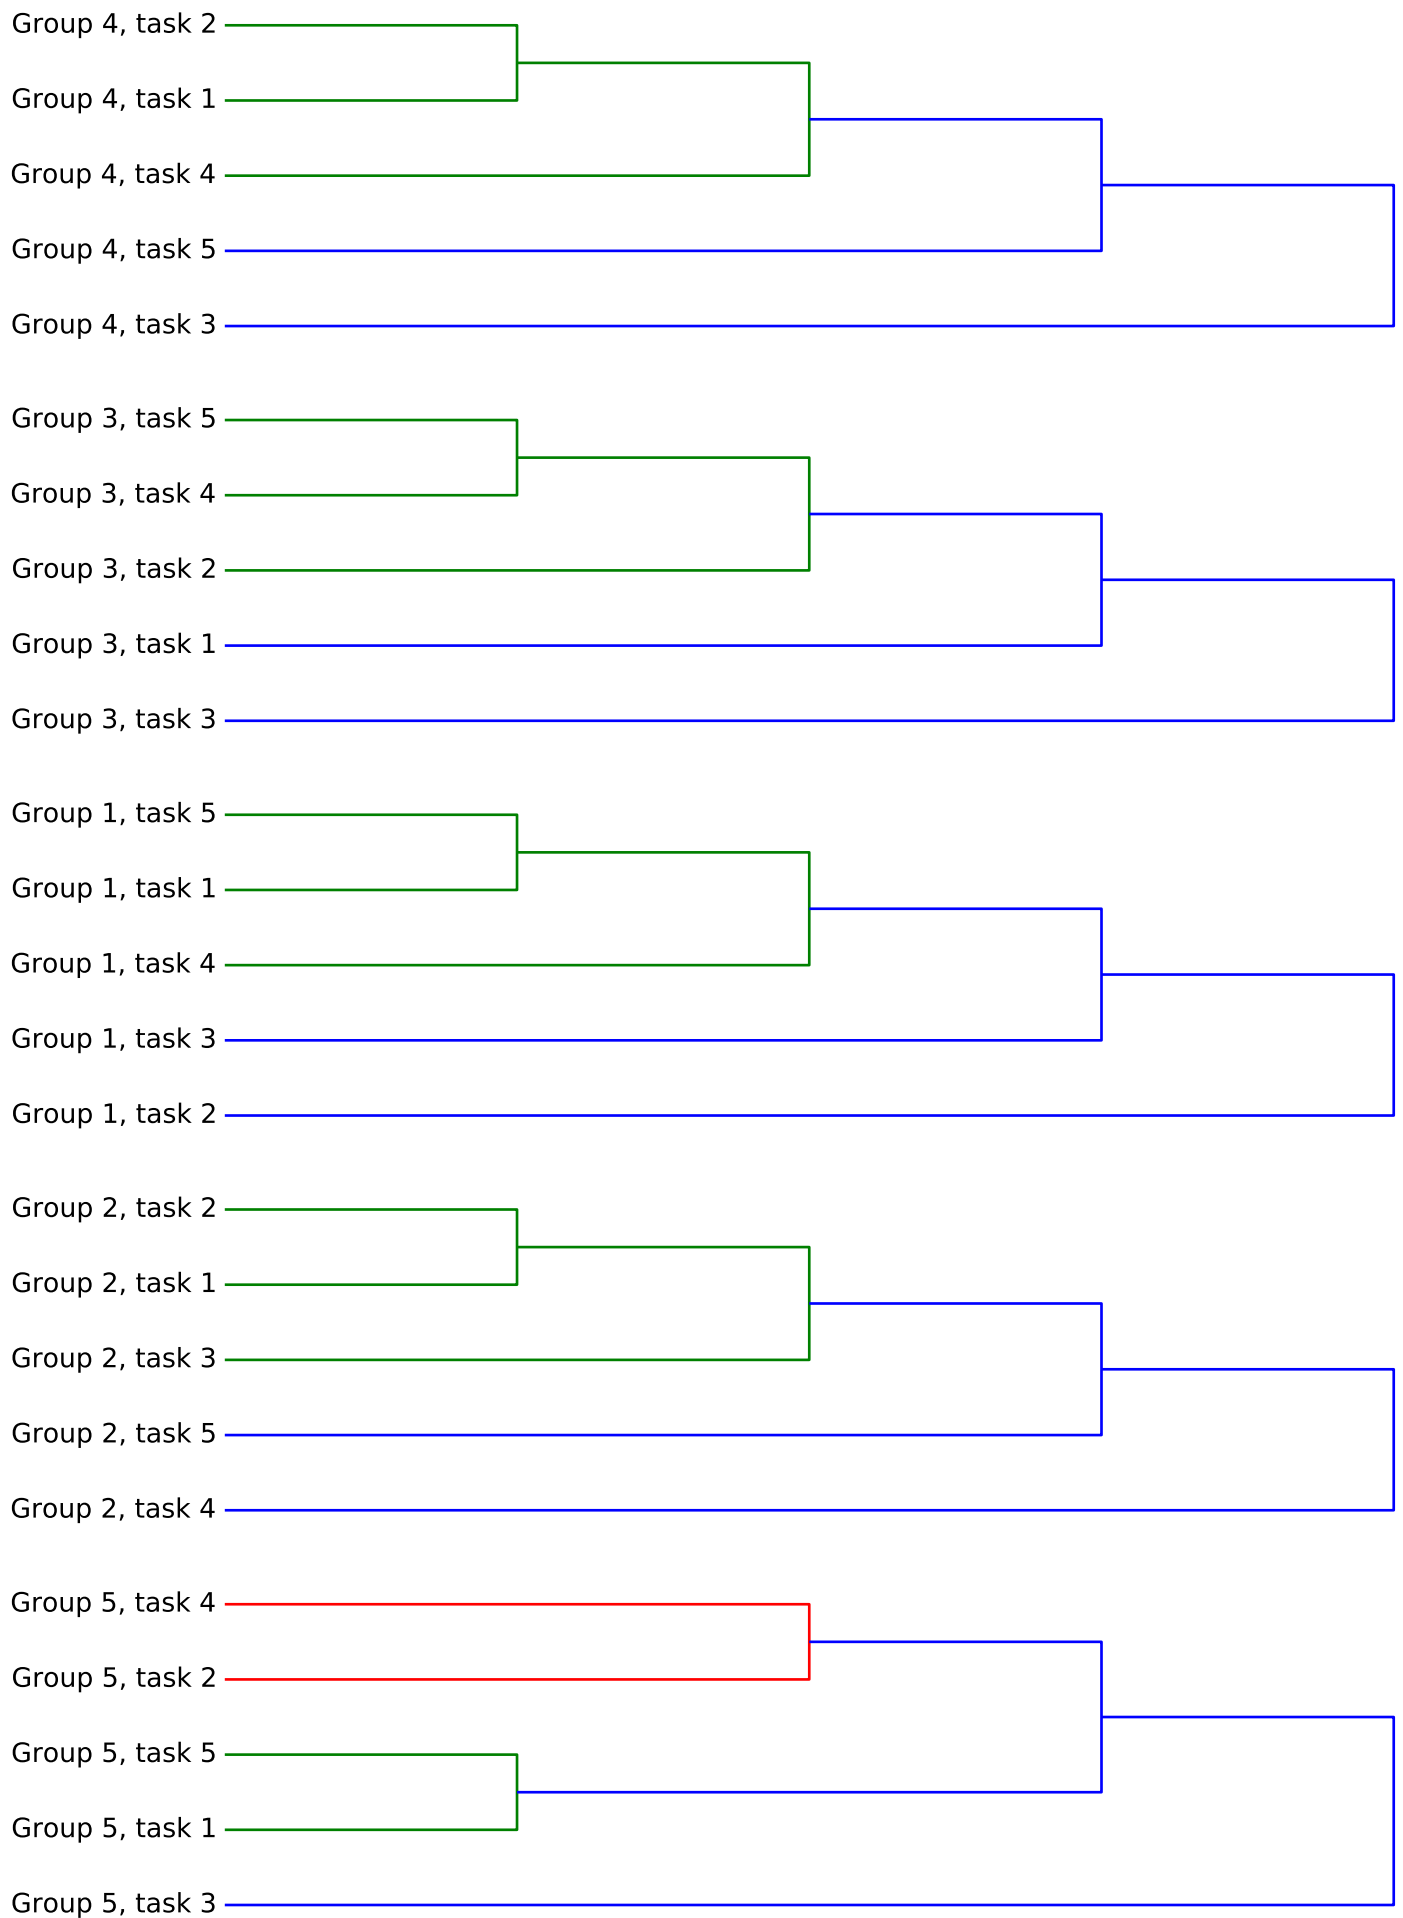 Group 4, task 2
Group 4, task 1
Group 4, task 4
Group 4, task 5
Group 4, task 3
Group 3, task 5
Group 3, task 4
Group 3, task 2
Group 3, task 1
Group 3, task 3
Group 1, task 5
Group 1, task 1
Group 1, task 4
Group 1, task 3
Group 1, task 2
Group 2, task 2
Group 2, task 1
Group 2, task 3
Group 2, task 5
Group 2, task 4
Group 5, task 4
Group 5, task 2
Group 5, task 5
Group 5, task 1
Group 5, task 3